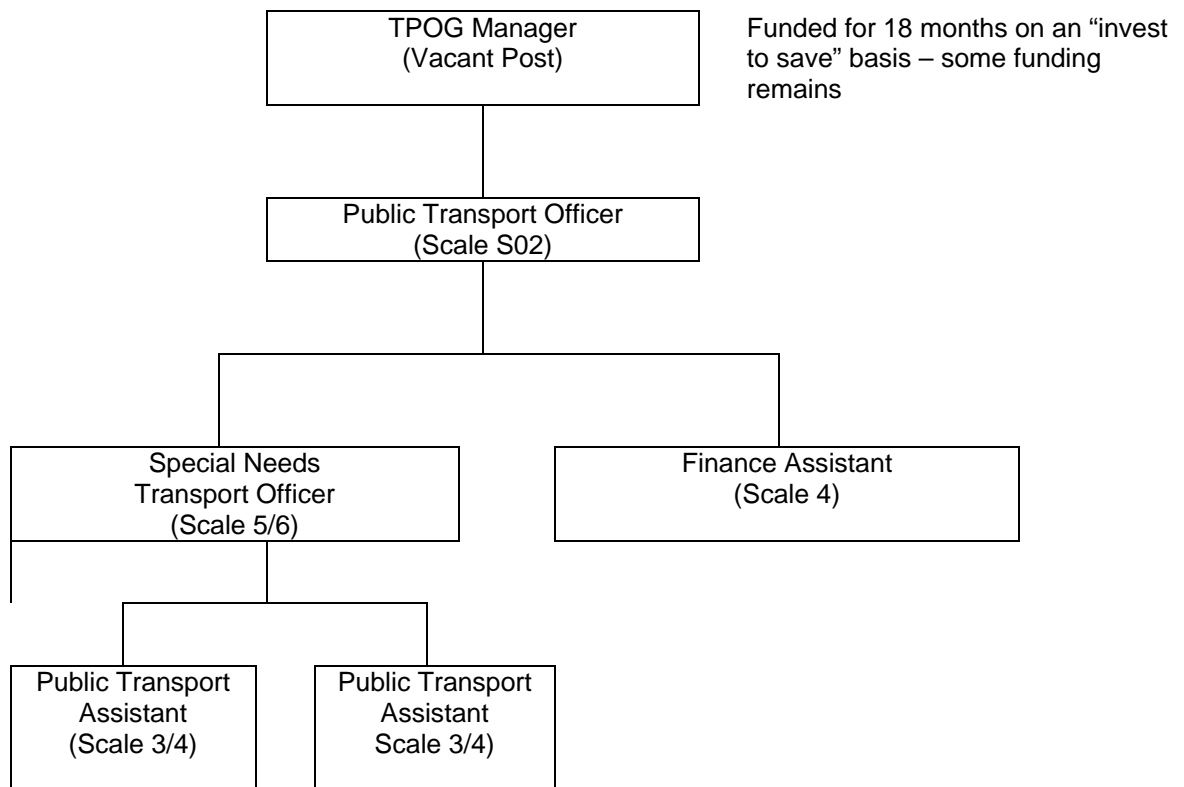 TPOG Manager
(Vacant Post)
Funded for 18 months on an “invest
to save” basis – some funding
remains
Public Transport Officer
(Scale S02)
Special Needs
Transport Officer
(Scale 5/6)
Finance Assistant
(Scale 4)
Public Transport
Assistant
(Scale 3/4)
Public Transport
Assistant
Scale 3/4)